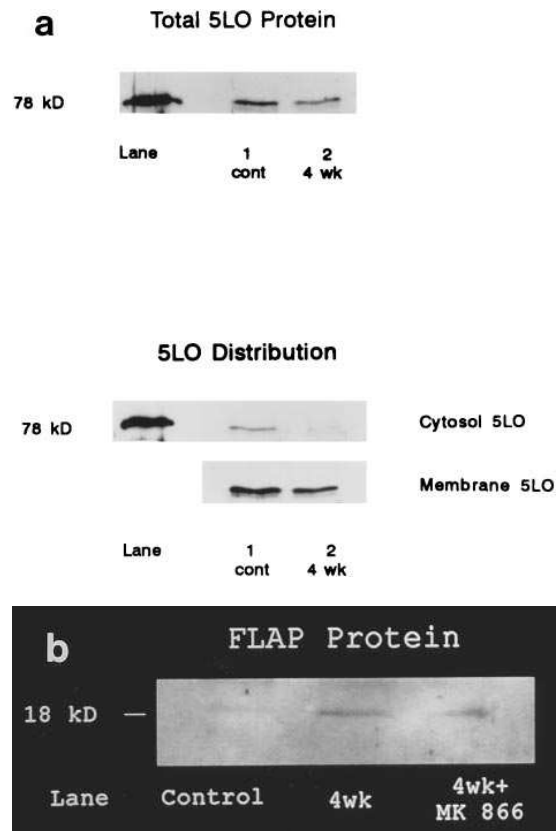 a
Total 5LO Protein
78 kD
Lane 1 2
cont 4 wk
5LO Distribution
78 kD
Cytosol 5LO
Membrane 5LO
Lane 1 2
cont 4 wk
b
FLAP Protein
18 kD —
Lane Control 4wk 4wk+
MK 866